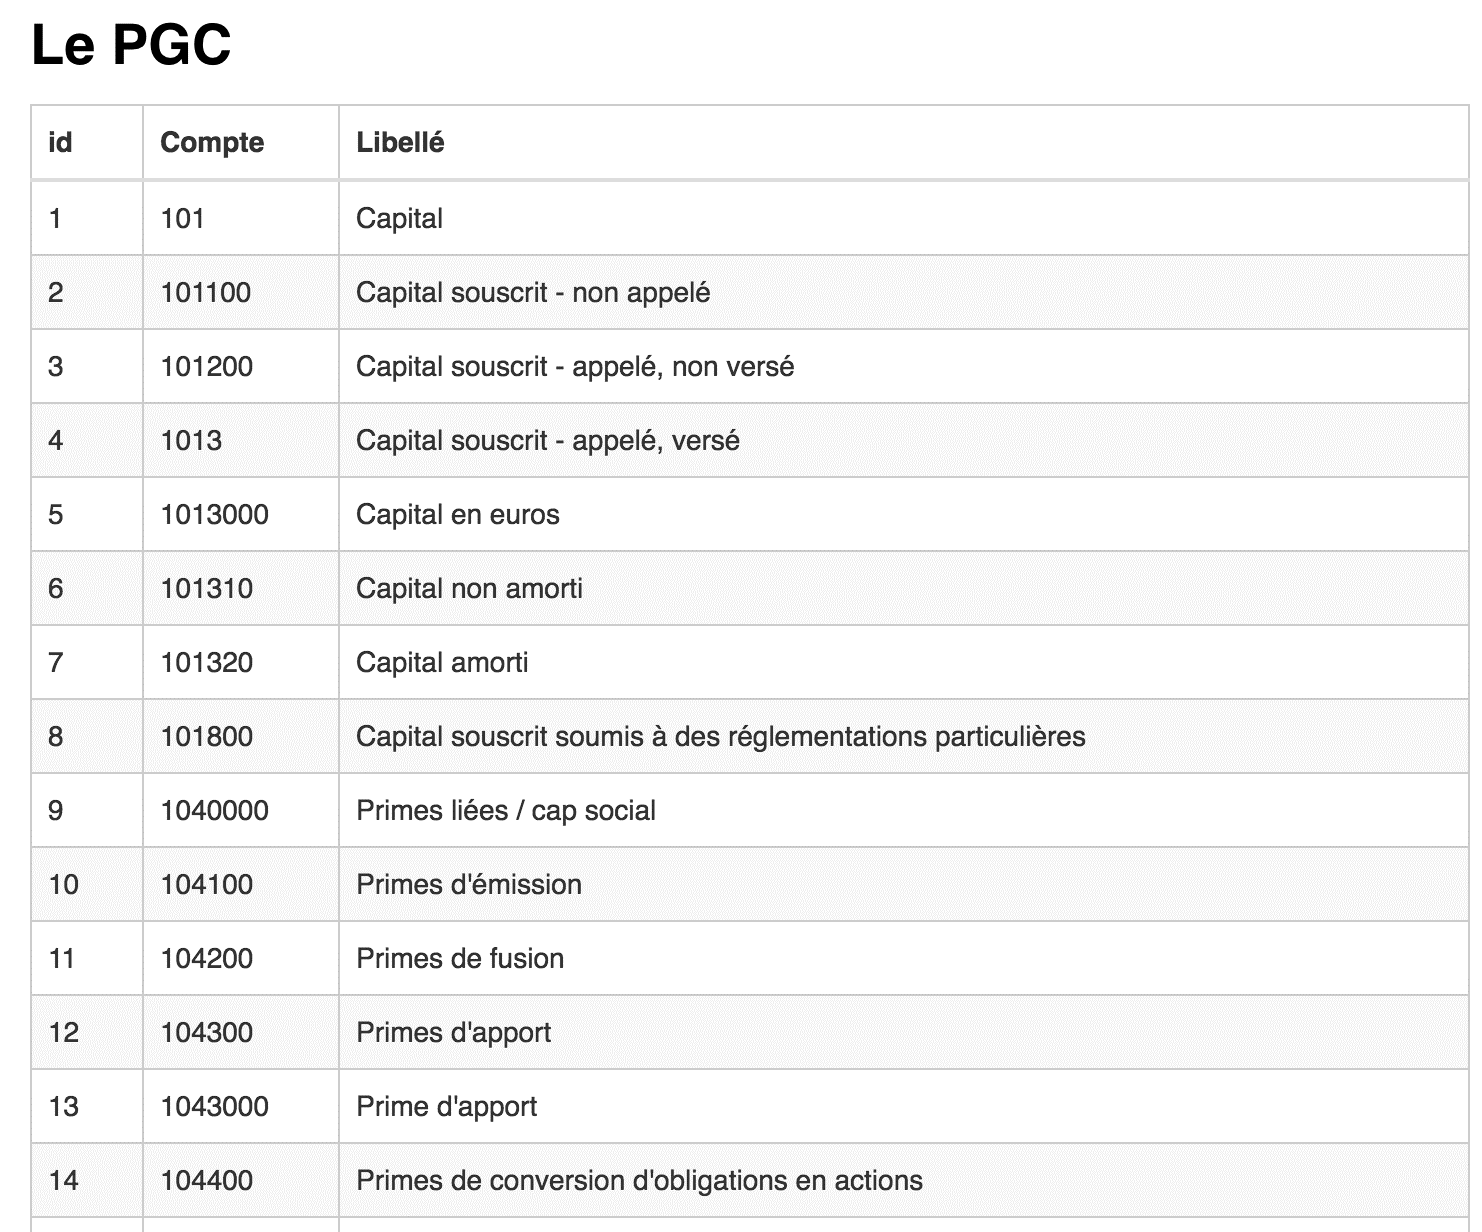 Le PGC
id Compte Libellé
1 101 Capital
2 101100 Capital souscrit - non appelé
3 101200 Capital souscrit - appelé, non versé
4 1013 Capital souscrit - appelé, versé
5 1013000 Capital en euros
6 101310 Capital non amorti
7 101320 Capital amorti
8 101800 Capital souscrit soumis à des réglementations particulières
9 1040000 Primes liées / cap social
10 104100 Primes d'émission
11 104200 Primes de fusion
12 104300 Primes d'apport
13 1043000 Prime d'apport
14 104400 Primes de conversion d'obligations en actions